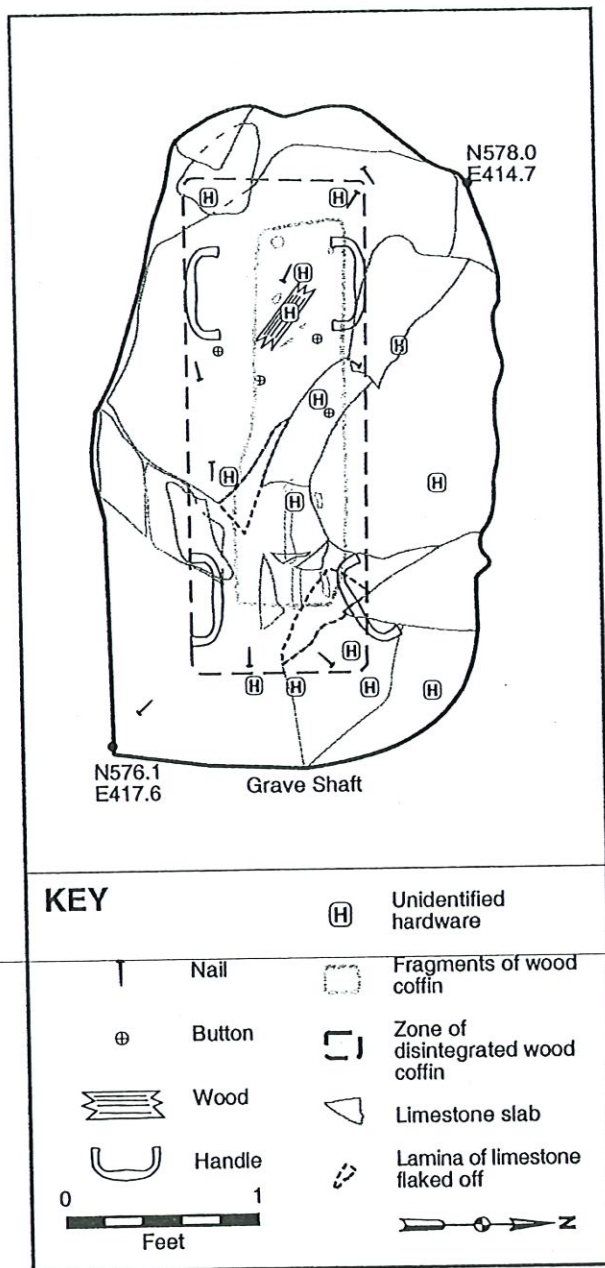 N578.0
E414.7
H
H
H
H
H
H
H
H
H
H
H
H
H
H
N576.1
E417.6
Grave Shaft
KEY
H
Unidentified
hardware
Nail
Fragments of wood
coffin
Button
Zone of
disintegrated wood
coffin
Wood
Limestone slab
Handle
Lamina of limestone
flaked off
0
1
Feet
N